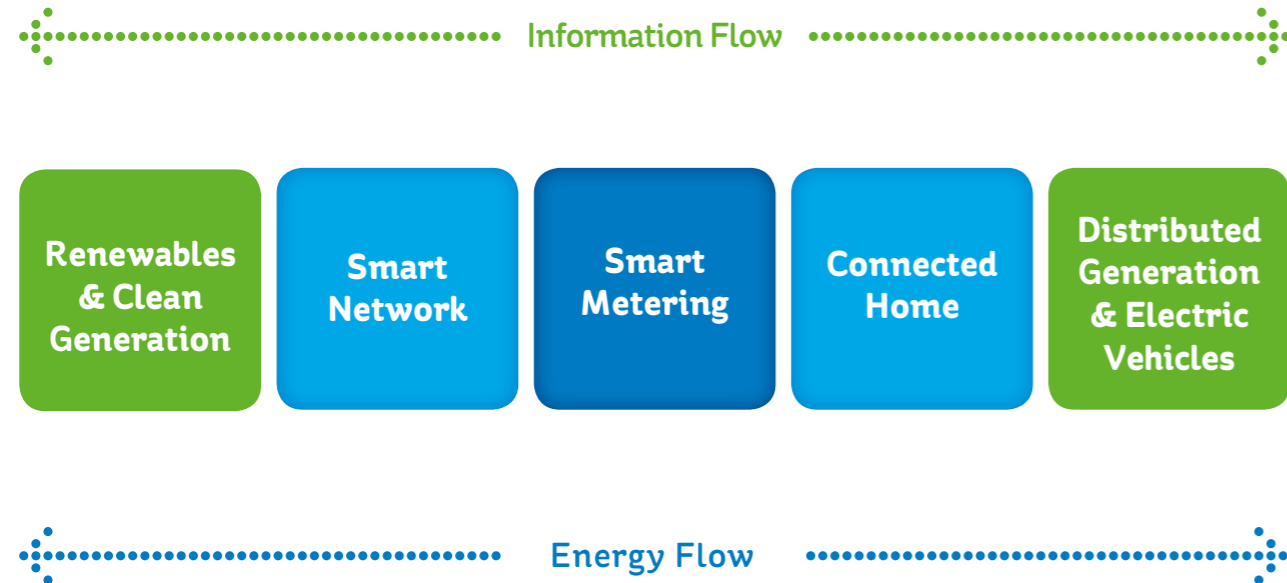 Information Flow
Renewables
& Clean
Generation
Smart
Network
Smart
Metering
Connected
Home
Distributed
Generation
& Electric
Vehicles
Energy Flow